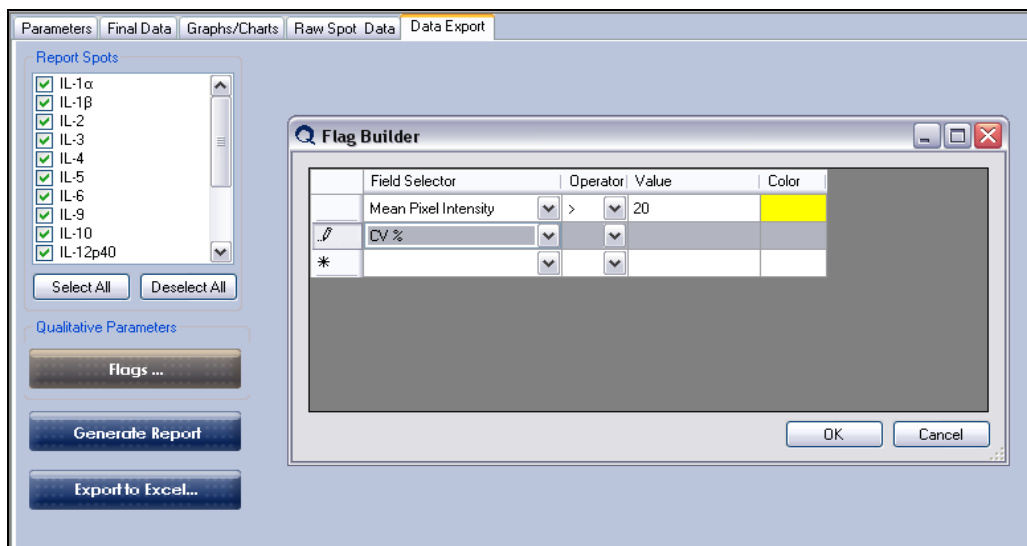 Parameters Final Data Graphs/Charts Raw Spot Data Data Export
Report Spots
IL-1α
IL-1β
IL-2
IL-3
IL-4
IL-5
IL-6
IL-9
IL-10
IL-12p40
Select All Deselect All
Qualitative Parameters
Flags ...
Generate Report
Export to Excel...
Flag Builder
Field Selector Operator Value Color
Mean Pixel Intensity > 20
CV %
*
OK Cancel